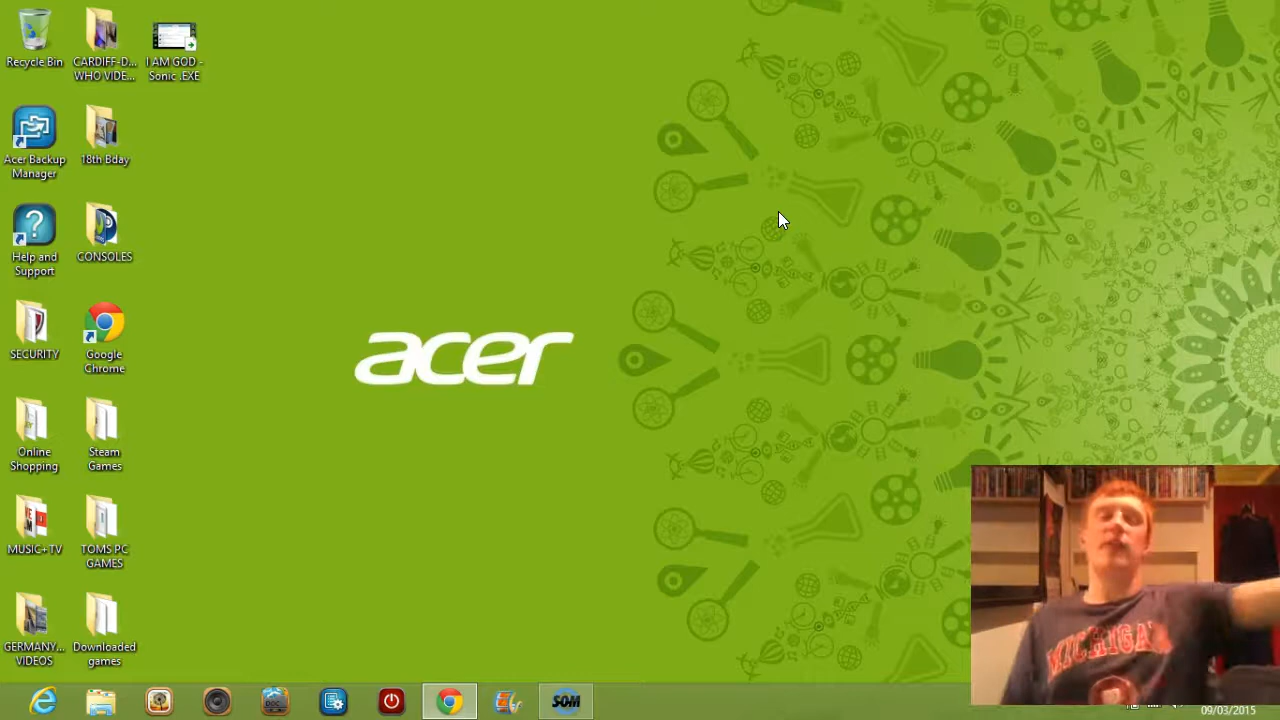 Recycle Bin
CARDIFF-D...
WHO VIDE...
I AM GOD -
Sonic .EXE
Acer Backup
Manager
18th Bday
Help and
Support
CONSOLES
SECURITY
Google
Chrome
acer
Online
Shopping
Steam
Games
MUSIC+TV
TOMS PC
GAMES
GERMANY...
VIDEOS
Downloaded
games
MICHIGAN
DOC
SOM
09/03/2015